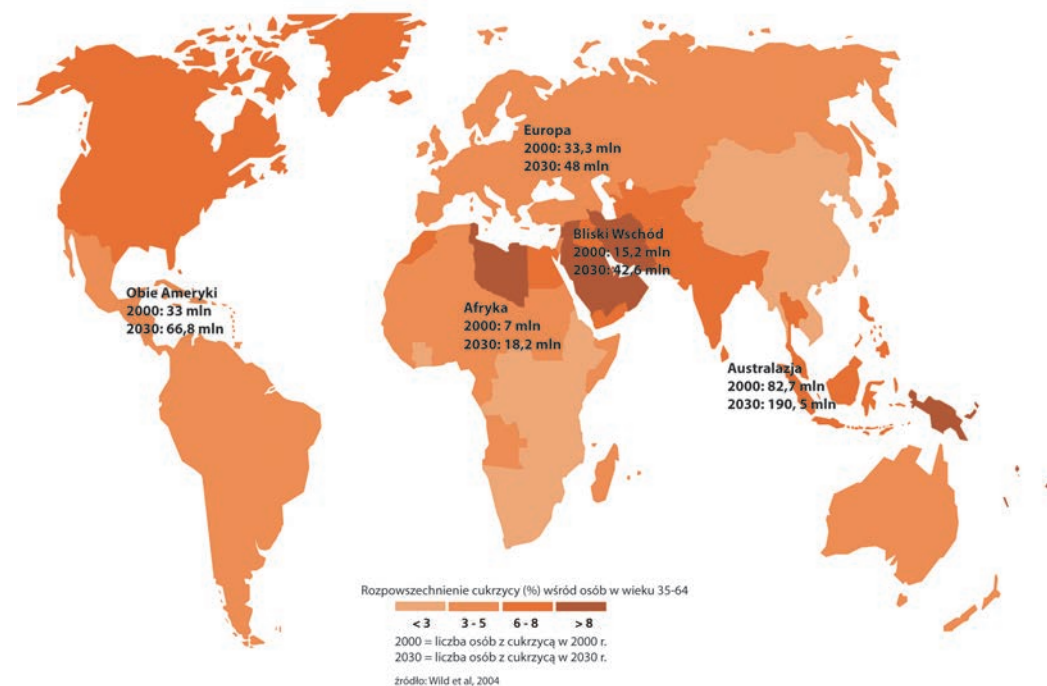 Europa
2000: 33,3 mln
2030: 48 mln
Bliski Wschód
2000: 15,2 mln
2030: 42,6 mln
Obie Ameryki
2000: 33 mln
2030: 66,8 mln
Afryka
2000: 7 mln
2030: 18,2 mln
Australazja
2000: 82,7 mln
2030: 190, 5 mln
Rozpowszechnienie cukrzycy (%) wśród osób w wieku 35-64
< 3 3 - 5 6 - 8 > 8
2000 = liczba osób z cukrzycą w 2000 r.
2030 = liczba osób z cukrzycą w 2030 r.
źródło: Wild et al, 2004